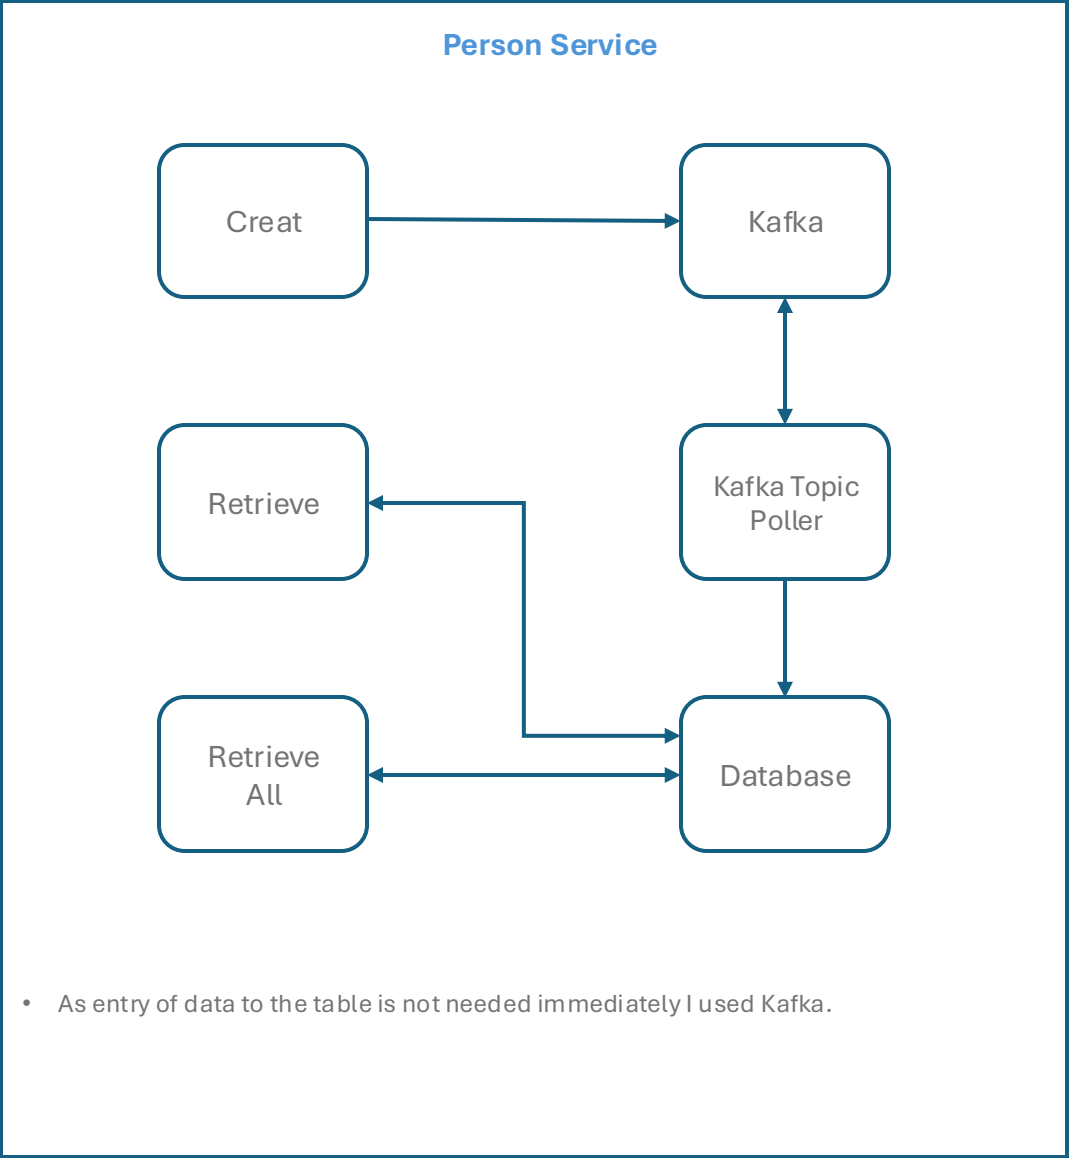 Person Service
Creat
Kafka
Retrieve
Kafka Topic
Poller
Retrieve
All
Database
• As entry of data to the table is not needed immediately I used Kafka.